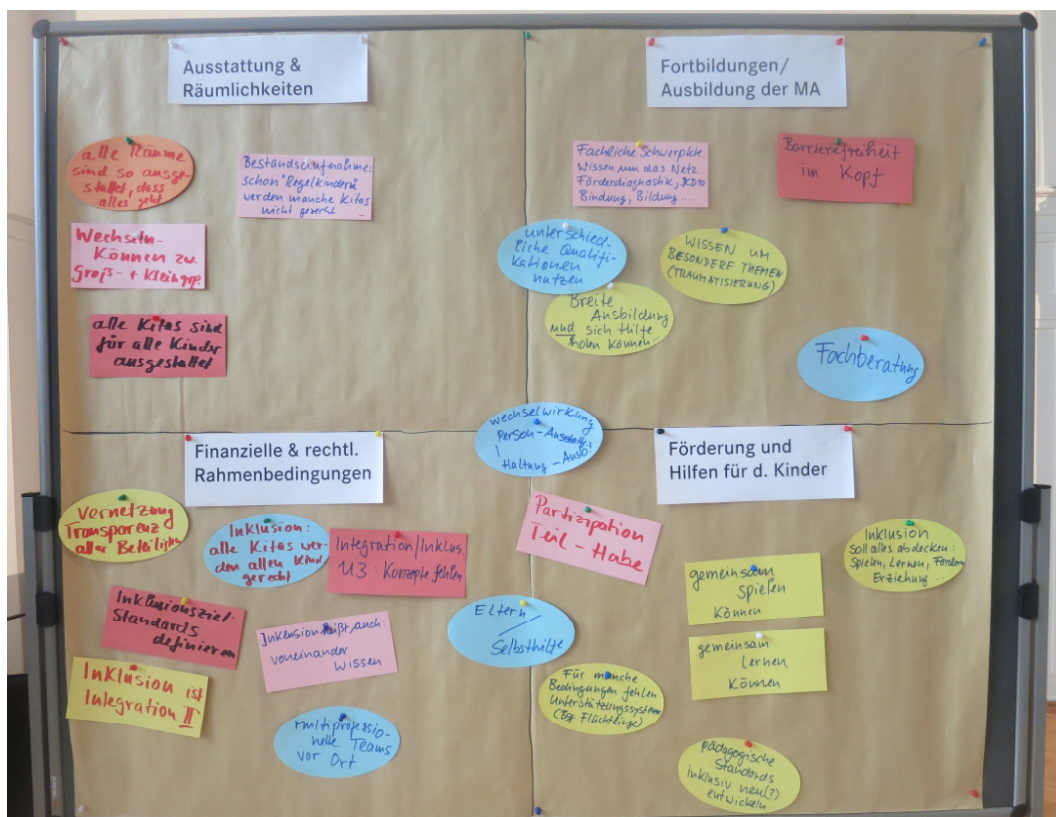 Ausstattung &
Räumlichkeiten
alle Räume
sind so ausge-
stattet, dass
alles geht
Bestandsaufnahme:
schon "Regelkindern"
werden manche Kitas
nicht gerecht
Wechseln-
Können zw.
Groß- + Kleingrp.
alle Kitas sind
für alle Kinder
ausgestattet
Fortbildungen/
Ausbildung der MA
Fachliche Schwerpkte.
Wissen um das Netz
Förderdiagnostik, ICD10
Bindung, Bildung ....
Barrierefreiheit
im Kopf
unterschied-
liche Qualifi-
kationen
nutzen
WISSEN UM
BESONDERE THEMEN
(TRAUMATISIERUNG)
Breite
Ausbildung
und sich Hilfe
holen können...
Fachberatung
wechselwirkung
Person -
Haltung -
Finanzielle & rechtl.
Rahmenbedingungen
Vernetzung
Transparenz
aller Beteiligten
Inklusion:
alle Kitas wer-
den allen Kind.
gerecht
Integration/Inklus.
U3: Konzepte fehlen
Inklusionsziel-
Standards
definieren
Inklusion heißt auch:
voneinander
wissen
Inklusion ist
Integration II
multiprofessio-
nelle Teams
vor Ort
Förderung und
Hilfen für d. Kinder
Partizipation
Teil-Habe
Eltern
/
Selbsthilfe
gemeinsam
spielen
können
Inklusion
soll alles abdecken:
Spielen, Lernen, Fördern
Erziehung ...
gemeinsam
lernen
können
Für manche
Bedingungen fehlen
Unterstützungssysteme
(Bsp. Flüchtlinge)
pädagogische
Standards
inklusiv neu(?)
entwickeln